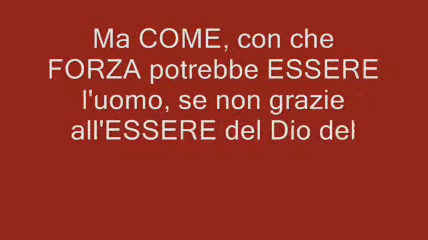 Ma COME, con che
FORZA potrebbe ESSERE
l'uomo, se non grazie
all'ESSERE del Dio del